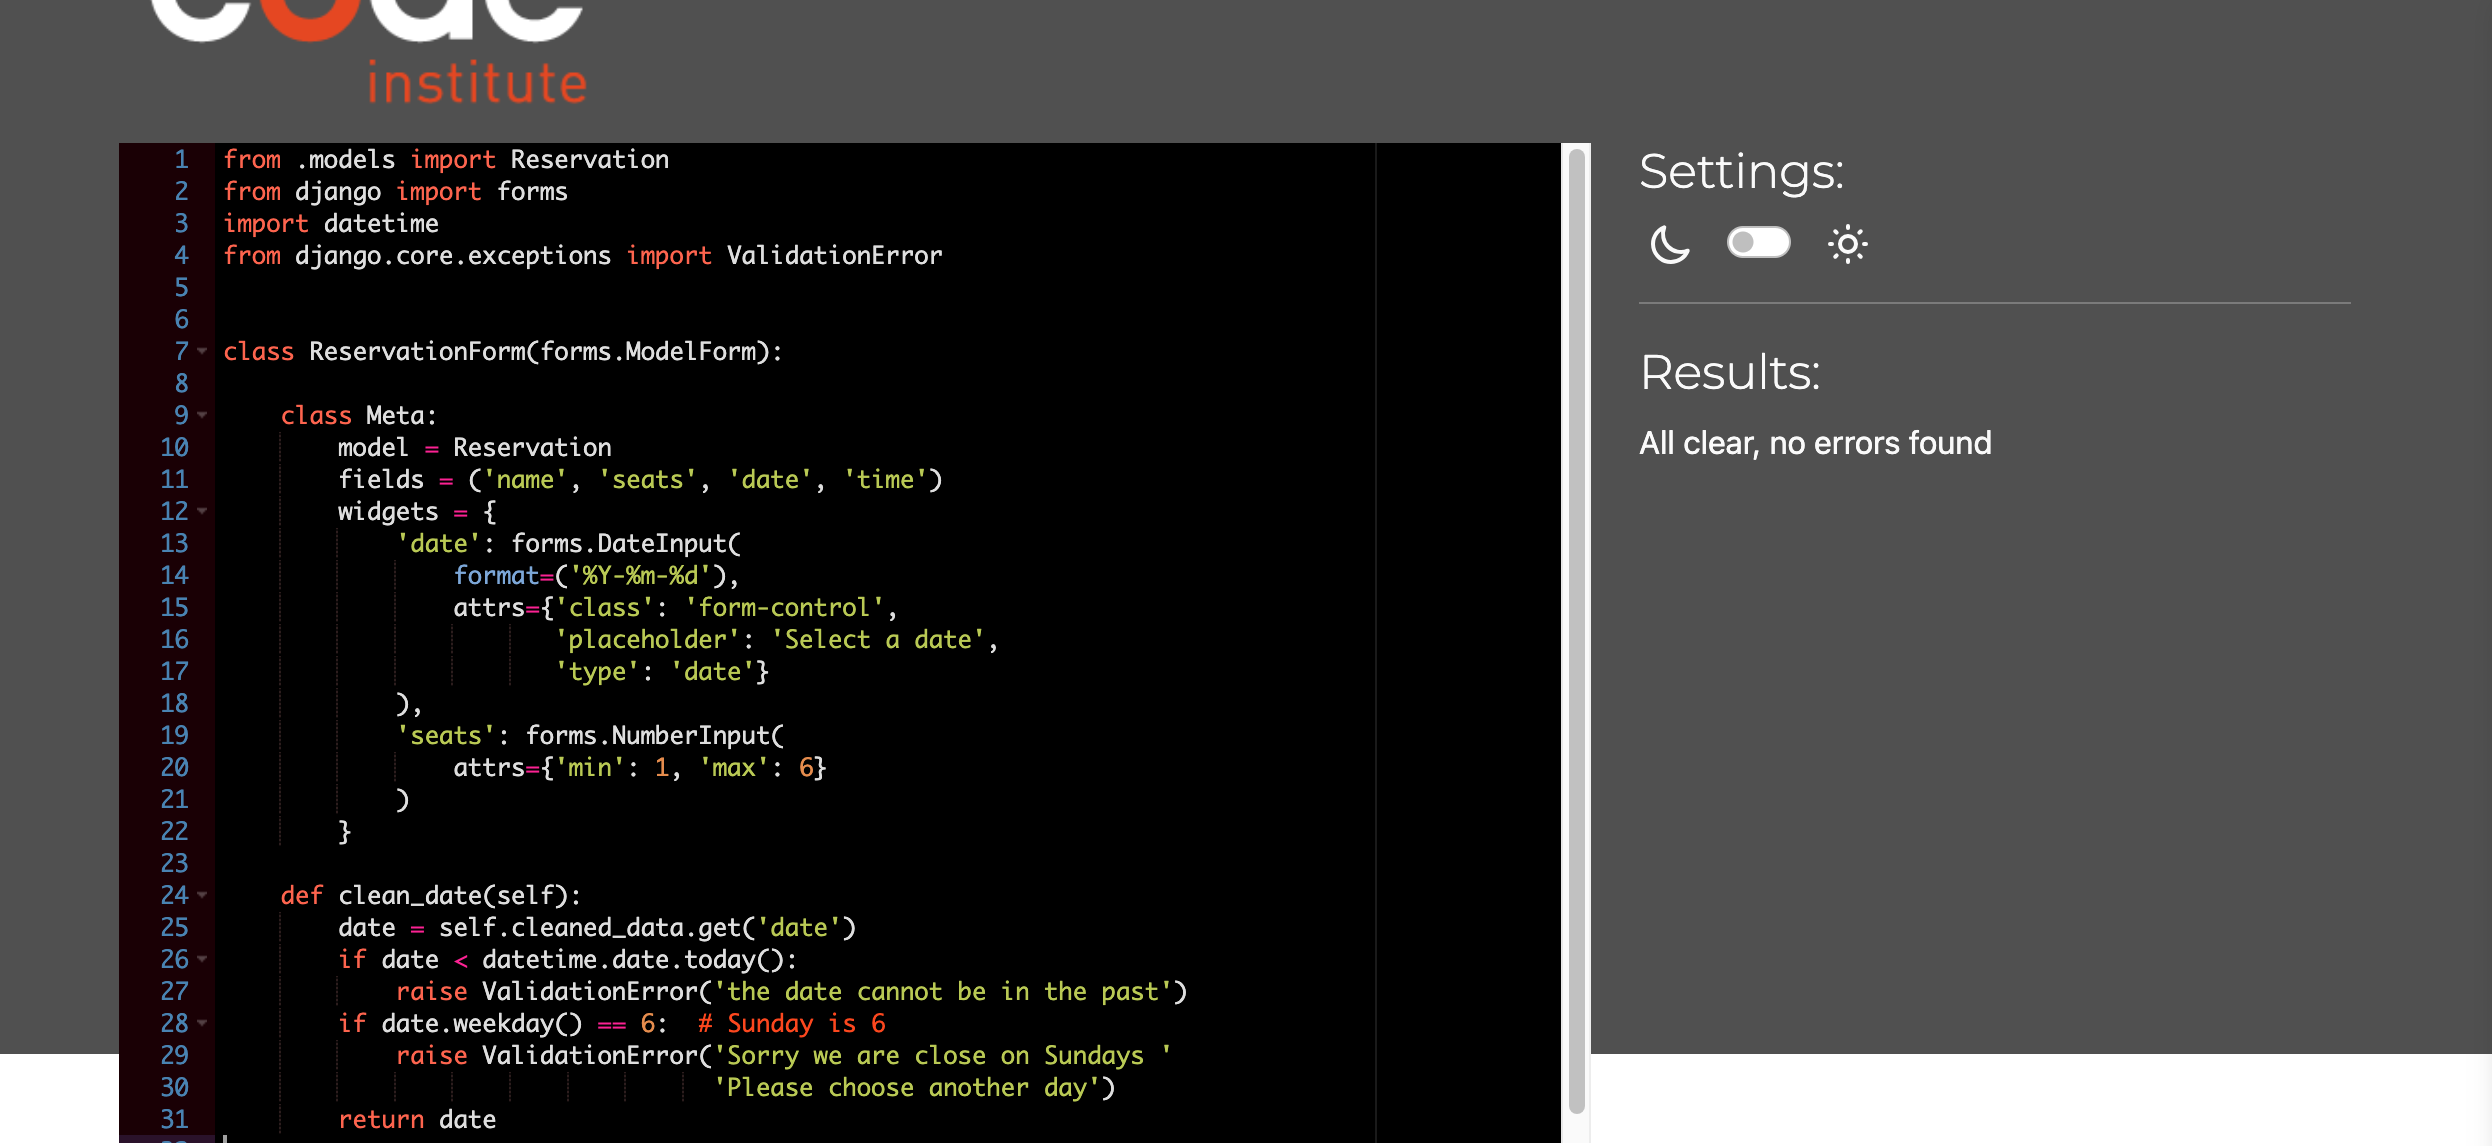 code
institute
1 from .models import Reservation
2 from django import forms
3 import datetime
4 from django.core.exceptions import ValidationError
5
6
7 class ReservationForm(forms.ModelForm):
8
9     class Meta:
10         model = Reservation
11         fields = ('name', 'seats', 'date', 'time')
12         widgets = {
13             'date': forms.DateInput(
14                 format=('%Y-%m-%d'),
15                 attrs={'class': 'form-control',
16                        'placeholder': 'Select a date',
17                        'type': 'date'}
18             ),
19             'seats': forms.NumberInput(
20                 attrs={'min': 1, 'max': 6}
21             )
22         }
23
24     def clean_date(self):
25         date = self.cleaned_data.get('date')
26         if date < datetime.date.today():
27             raise ValidationError('the date cannot be in the past')
28         if date.weekday() == 6:  # Sunday is 6
29             raise ValidationError('Sorry we are close on Sundays '
30                                   'Please choose another day')
31         return date
Settings:
Results:
All clear, no errors found